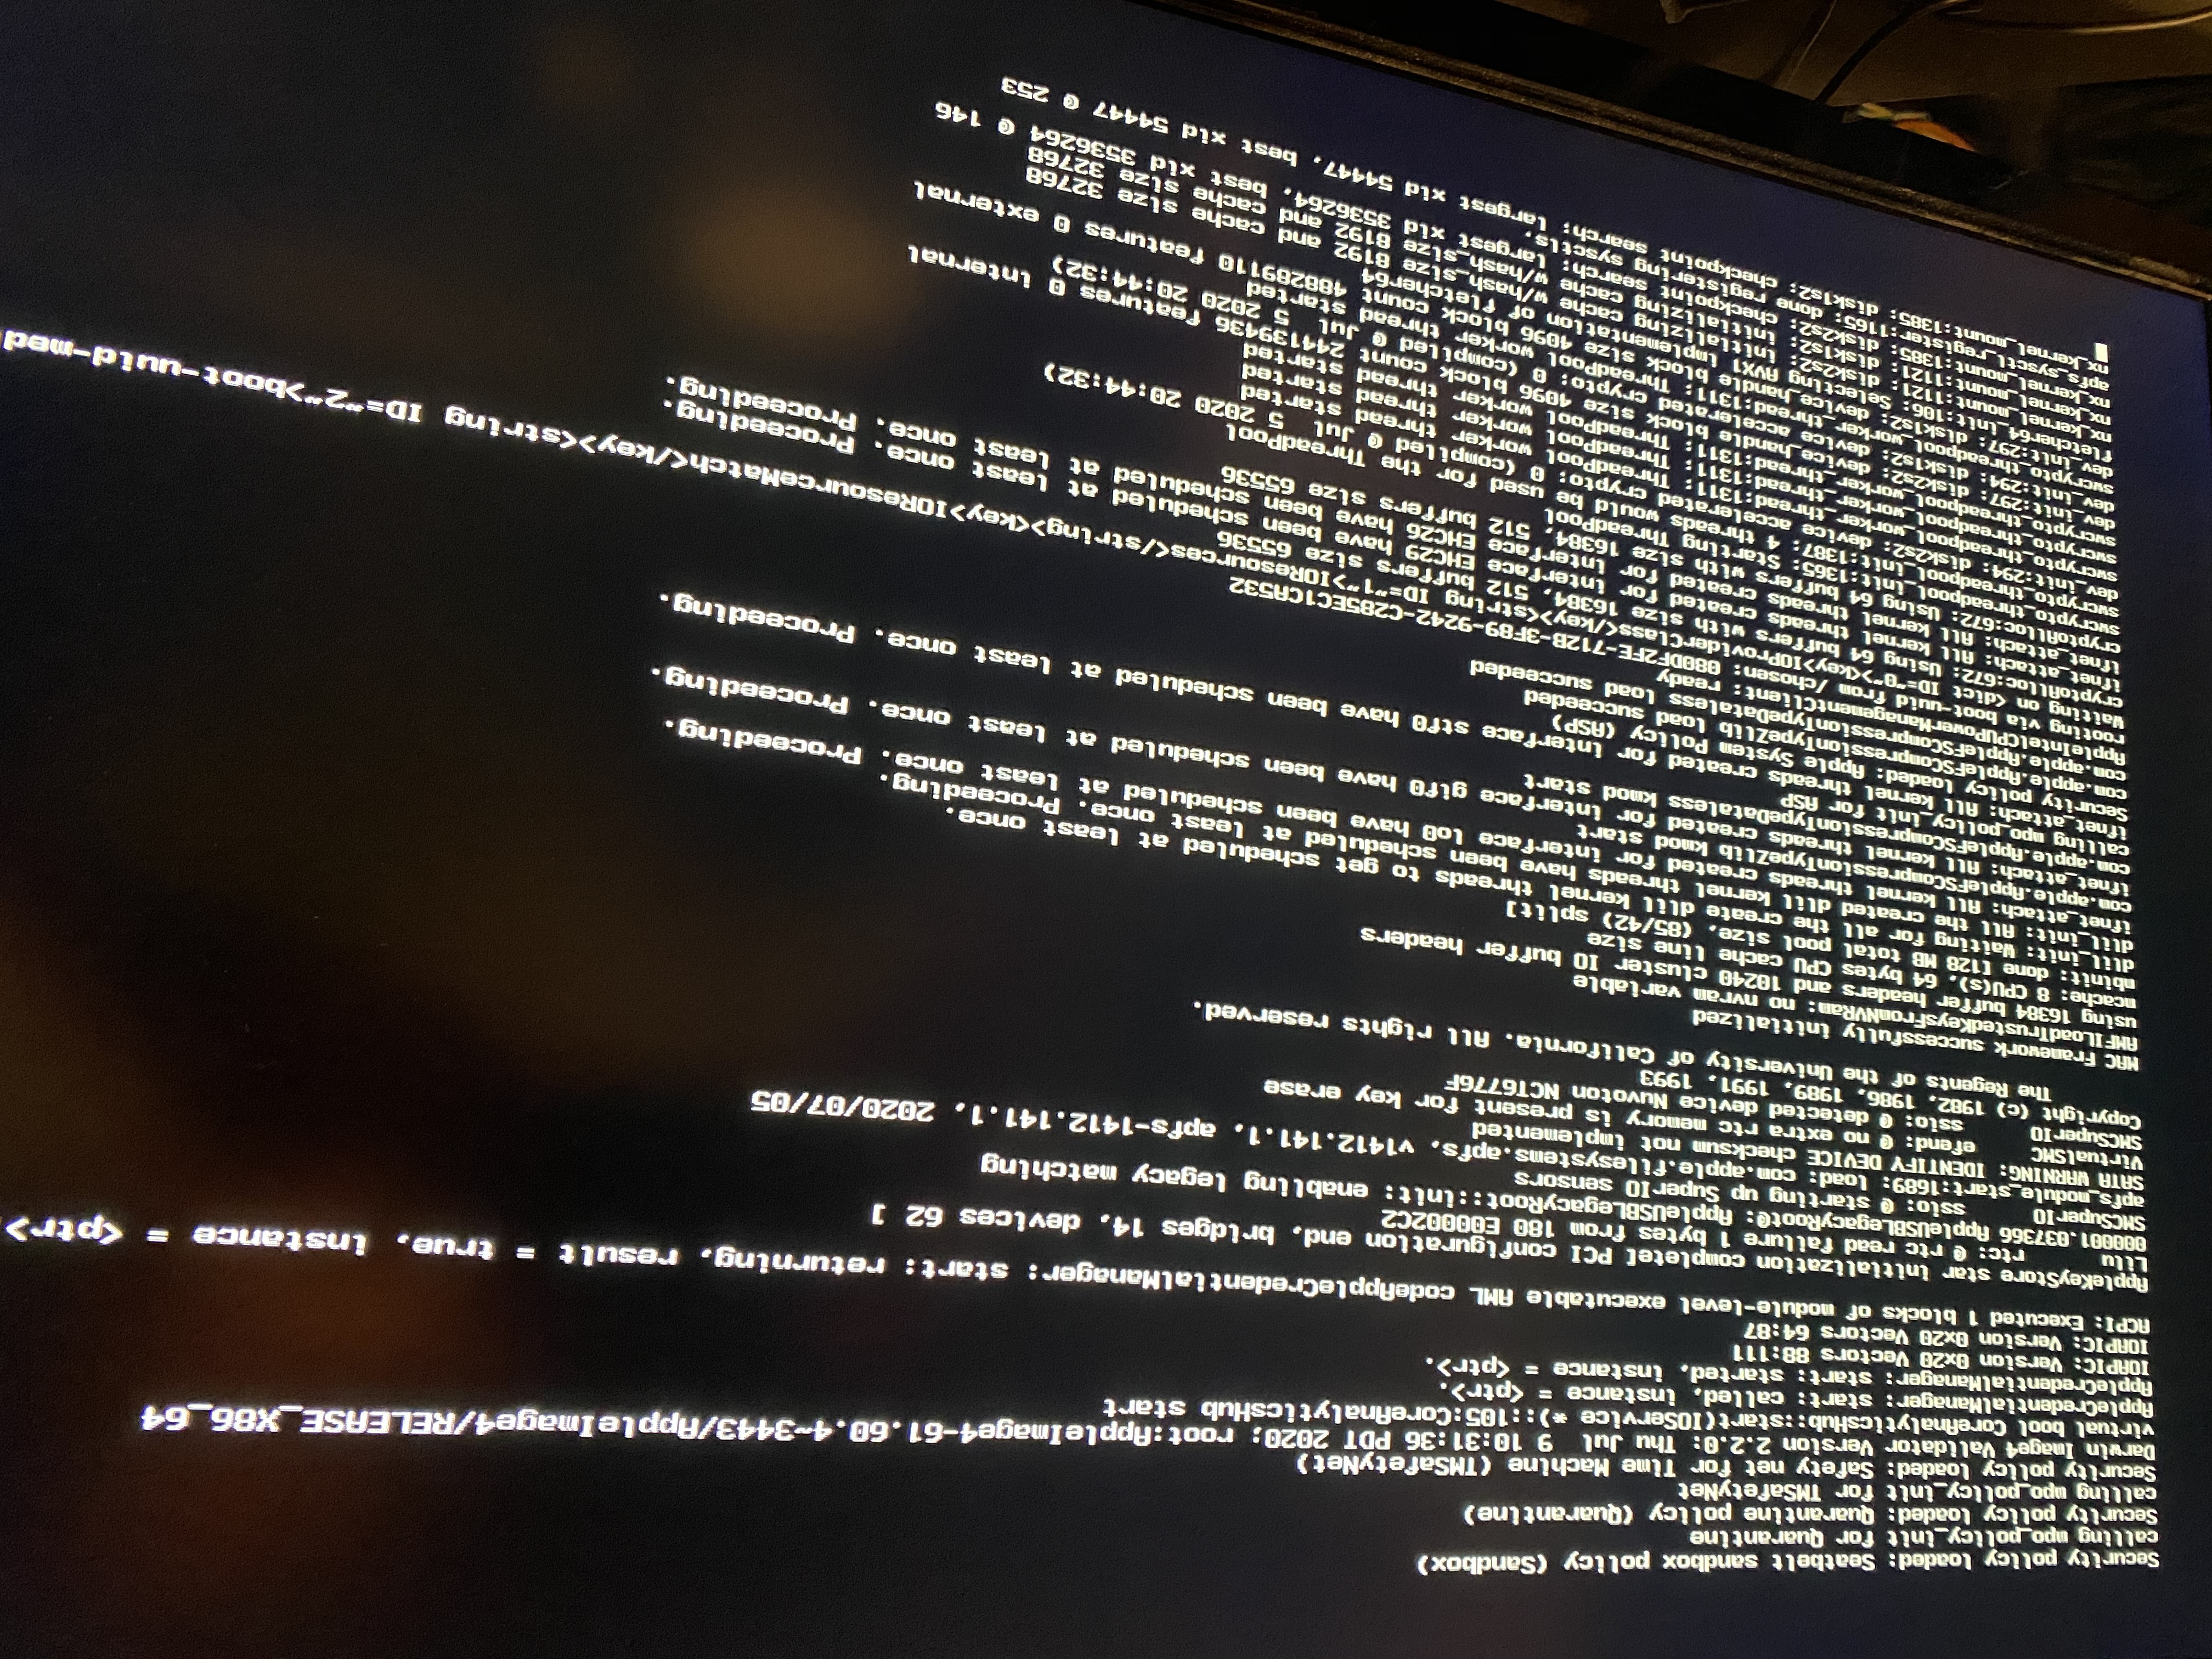 Security policy loaded: Seatbelt sandbox policy (Sandbox)
calling mpo_policy_init for Quarantine
Security policy loaded: Quarantine policy (Quarantine)
calling mpo_policy_init for TMSafetyNet
Security policy loaded: Safety net for Time Machine (TMSafetyNet)
Darwin Image4 Validator Version 2.2.0: Thu Jul  9 10:31:36 PDT 2020; root:AppleImage4-61.60.4~3443/AppleImage4/RELEASE_X86_64
virtual bool CoreAnalyticsHub::start(IOService *)::105:CoreAnalyticsHub start
AppleCredentialManager: start: called, instance = <ptr>.
AppleCredentialManager: start: started, instance = <ptr>.
IOAPIC: Version 0x20 Vectors 88:111
IOAPIC: Version 0x20 Vectors 64:87
ACPI: Executed 1 blocks of module-level executable AML codeAppleCredentialManager: start: returning, result = true, instance = <ptr>
AppleKeyStore star initialization complete[ PCI configuration end, bridges 14, devices 62 ]
Lilu      rtc: @ rtc read failure 1 bytes from 180 E00002C2
000001.037366 AppleUSBLegacyRoot@: AppleUSBLegacyRoot::init: enabling legacy matching
SMCSuperIO     ssio: @ starting up SuperIO sensors
apfs_module_start:1689: load: com.apple.filesystems.apfs, v1412.141.1, apfs-1412.141.1, 2020/07/05
SATA WARNING: IDENTIFY DEVICE checksum not implemented
VirtualSMC    efend: @ no extra rtc memory is present for key erase
SMCSuperIO     ssio: @ detected device Nuvoton NCT6776F
Copyright (c) 1982, 1986, 1989, 1991, 1993
The Regents of the University of California. All rights reserved.
MAC Framework successfully initialized
AMFILoadTrustedKeysFromNVRam: no nvram variable
using 16384 buffer headers and 10240 cluster IO buffer headers
mcache: 8 CPU(s), 64 bytes CPU cache line size
mbinit: done [128 MB total pool size, (85/42) split]
dlil_init: Waiting for all the create dlil kernel threads to get scheduled at least once.
dlil_init: All the created dlil kernel threads have been scheduled at least once. Proceeding.
ifnet_attach: All kernel threads created for interface lo0 have been scheduled at least once. Proceeding.
com.apple.AppleFSCompressionTypeZlib kmod start
ifnet_attach: All kernel threads created for interface gif0 have been scheduled at least once. Proceeding.
com.apple.AppleFSCompressionTypeDataless kmod start
calling mpo_policy_init for ASP
ifnet_attach: All kernel threads created for interface stf0 have been scheduled at least once. Proceeding.
Security policy loaded: Apple System Policy (ASP)
com.apple.AppleFSCompressionTypeZlib load succeeded
com.apple.AppleFSCompressionTypeDataless load succeeded
AppleIntelCPUPowerManagementClient: ready
rooting via boot-uuid from /chosen: 080DF2FE-712B-3F89-9242-C2B5EC1CA532
Waiting on <dict ID="0"><key>IOProviderClass</key><string ID="1">IOResources</string><key>IOResourceMatch</key><string ID="2">boot-uuid-med
cryptoAlloc:672: Using 64 buffers with size 16384, 512 buffers size 65536
ifnet_attach: All kernel threads created for interface EHC29 have been scheduled at least once. Proceeding.
ifnet_attach: All kernel threads created for interface EHC26 have been scheduled at least once. Proceeding.
cryptoAlloc:672: Using 64 buffers with size 16384, 512 buffers size 65536
swcrypto_threadpool_init:1365: Starting ThreadPool
swcrypto_threadpool_init:1387: 4 threads would be used for the ThreadPool
dev_init:294: disk2s2: device accelerated crypto: 0 (compiled @ Jul  5 2020 20:44:32)
swcrypto_threadpool_worker_thread:1311: ThreadPool worker thread started
swcrypto_threadpool_worker_thread:1311: ThreadPool worker thread started
swcrypto_threadpool_worker_thread:1311: ThreadPool worker thread started
dev_init:297: disk2s2: device_handle block size 4096 block count 244139436 features 0 internal
dev_init:294: disk1s2: device accelerated crypto: 0 (compiled @ Jul  5 2020 20:44:32)
swcrypto_threadpool_worker_thread:1311: ThreadPool worker thread started
dev_init:297: disk1s2: device_handle block size 4096 block count 488289110 features 0 external
fletcher64_init:106: Selecting AVX1 implementation of fletcher64
nx_kernel_mount:1121: disk2s2: initializing cache w/hash_size 8192 and cache size 32768
nx_kernel_mount:1121: disk1s2: initializing cache w/hash_size 8192 and cache size 32768
nx_kernel_mount:1385: disk2s2: checkpoint search: largest xid 3536264, best xid 3536264 @ 146
apfs_sysctl_register:1165: done registering sysctls.
nx_kernel_mount:1385: disk1s2: checkpoint search: largest xid 54447, best xid 54447 @ 253